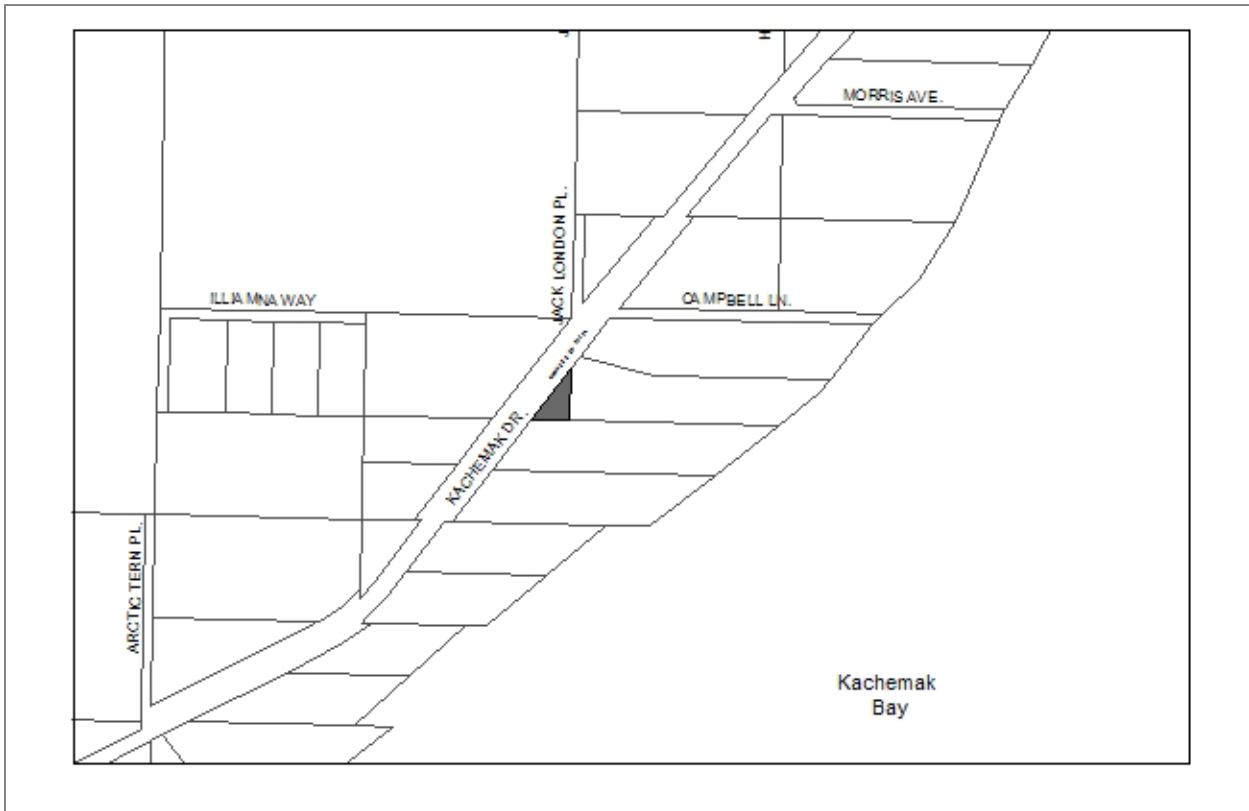 MORRIS AVE.
JACK LONDON PL.
ILLIAMNA WAY
CAMPBELL LN.
KACHEMAK DR.
ARCTIC TERN PL.
Kachemak
Bay